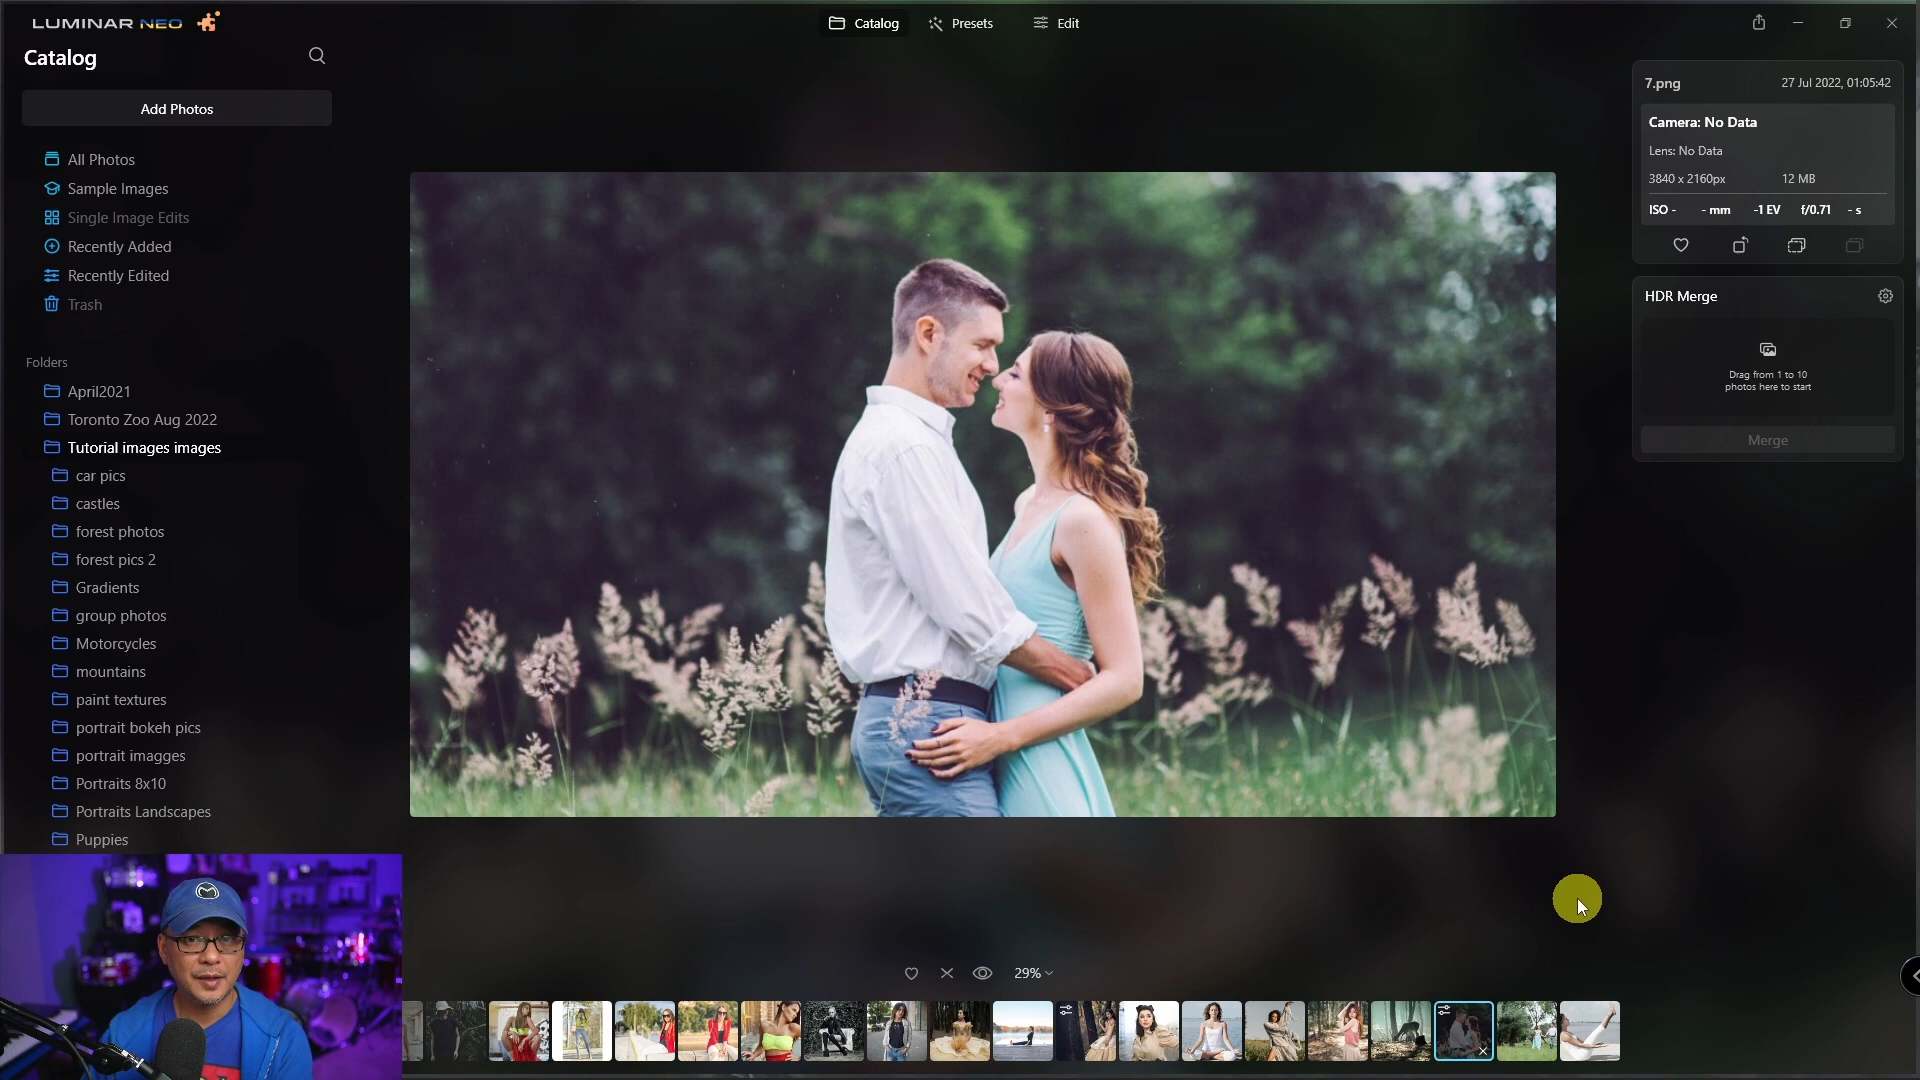 LUMINAR NEO
Catalog
Presets
Edit
Catalog
Add Photos
All Photos
Sample Images
Single Image Edits
Recently Added
Recently Edited
Trash
Folders
April2021
Toronto Zoo Aug 2022
Tutorial images images
car pics
castles
forest photos
forest pics 2
Gradients
group photos
Motorcycles
mountains
paint textures
portrait bokeh pics
portrait imagges
Portraits 8x10
Portraits Landscapes
Puppies
7.png 27 Jul 2022, 01:05:42
Camera: No Data
Lens: No Data
3840 x 2160px 12 MB
ISO - - mm -1 EV f/0.71 - s
HDR Merge
Drag from 1 to 10
photos here to start
Merge
29%